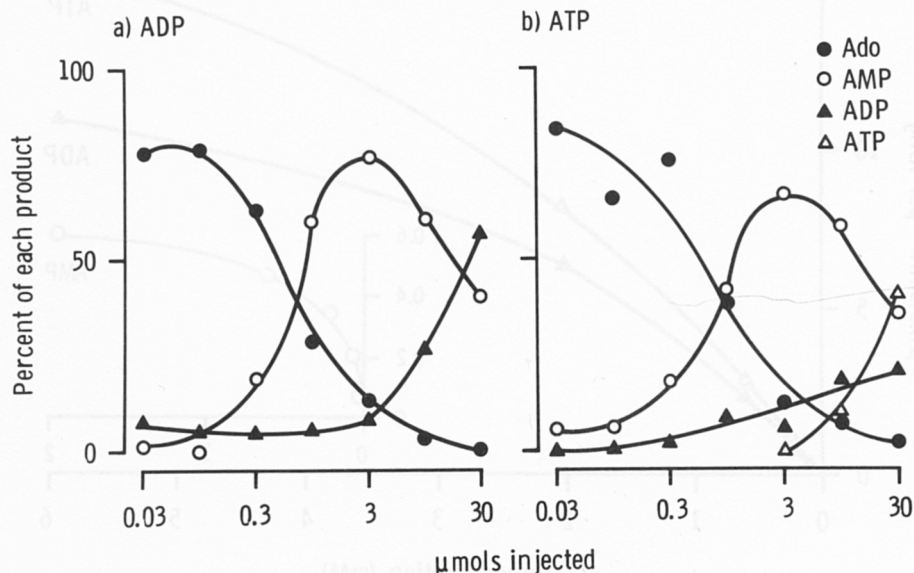 a) ADP
b) ATP
Ado
AMP
ADP
ATP
Percent of each product
100
50
0
0.03
0.3
3
30
0.03
0.3
3
30
µmols injected